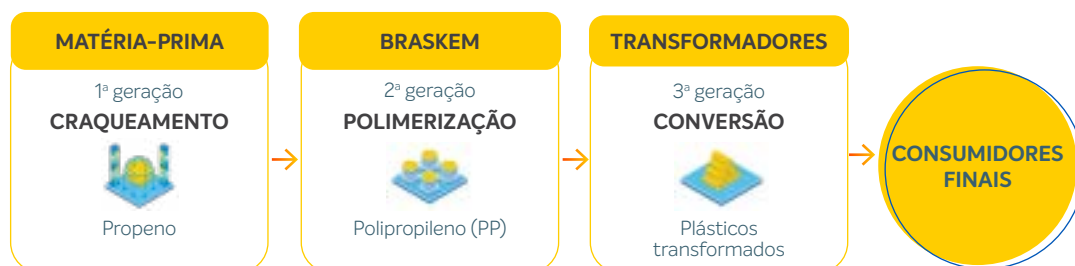 MATÉRIA-PRIMA
1ª geração
CRAQUEAMENTO
Propeno
BRASKEM
2ª geração
POLIMERIZAÇÃO
Polipropileno (PP)
TRANSFORMADORES
3ª geração
CONVERSÃO
Plásticos
transformados
CONSUMIDORES
FINAIS